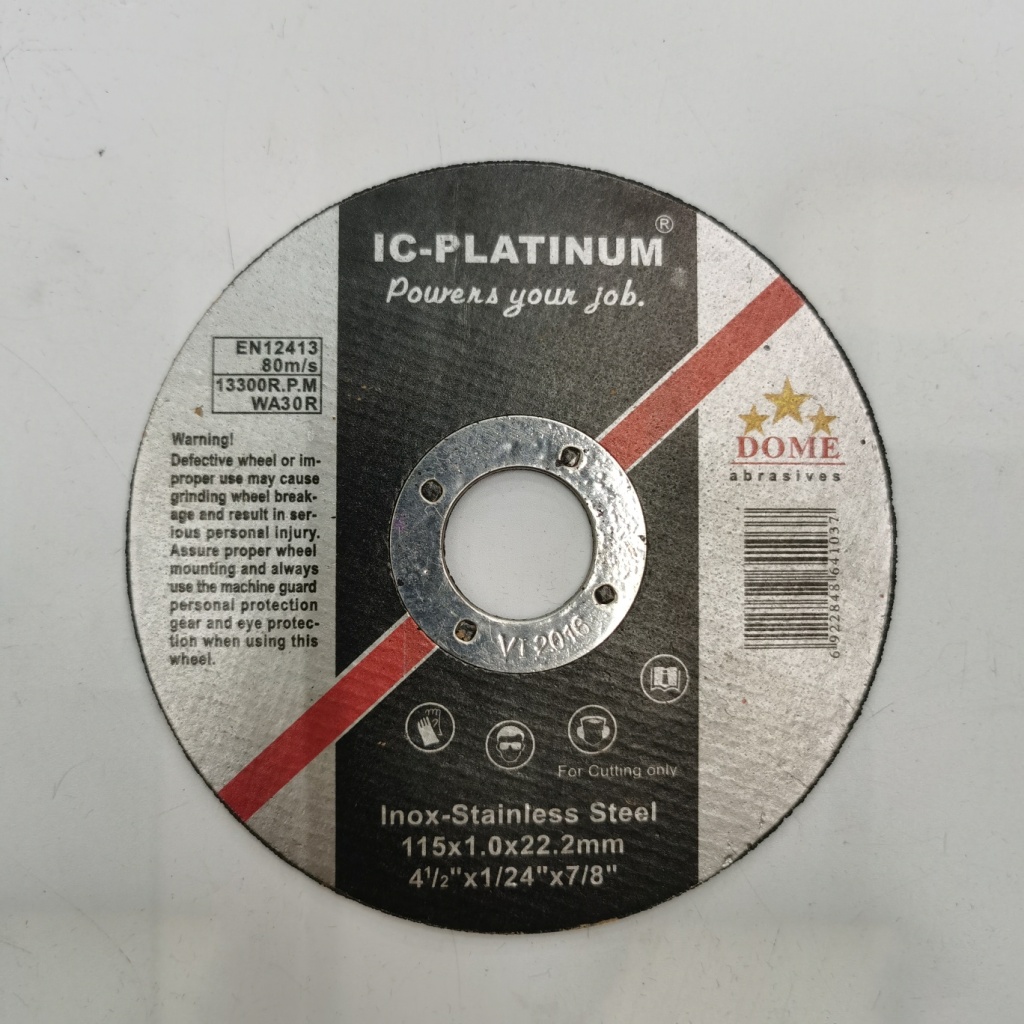 IC-PLATINUM®
Powers your job.
EN12413
80m/s
13300R.P.M
WA30R
Warning!
Defective wheel or im-
proper use may cause
grinding wheel break-
age and result in ser-
ious personal injury.
Assure proper wheel
mounting and always
use the machine guard
personal protection
gear and eye protec-
tion when using this
wheel.
DOME
abrasives
6922848641037
VI 2016
For Cutting only
Inox-Stainless Steel
115x1.0x22.2mm
4½"x1/24"x7/8"